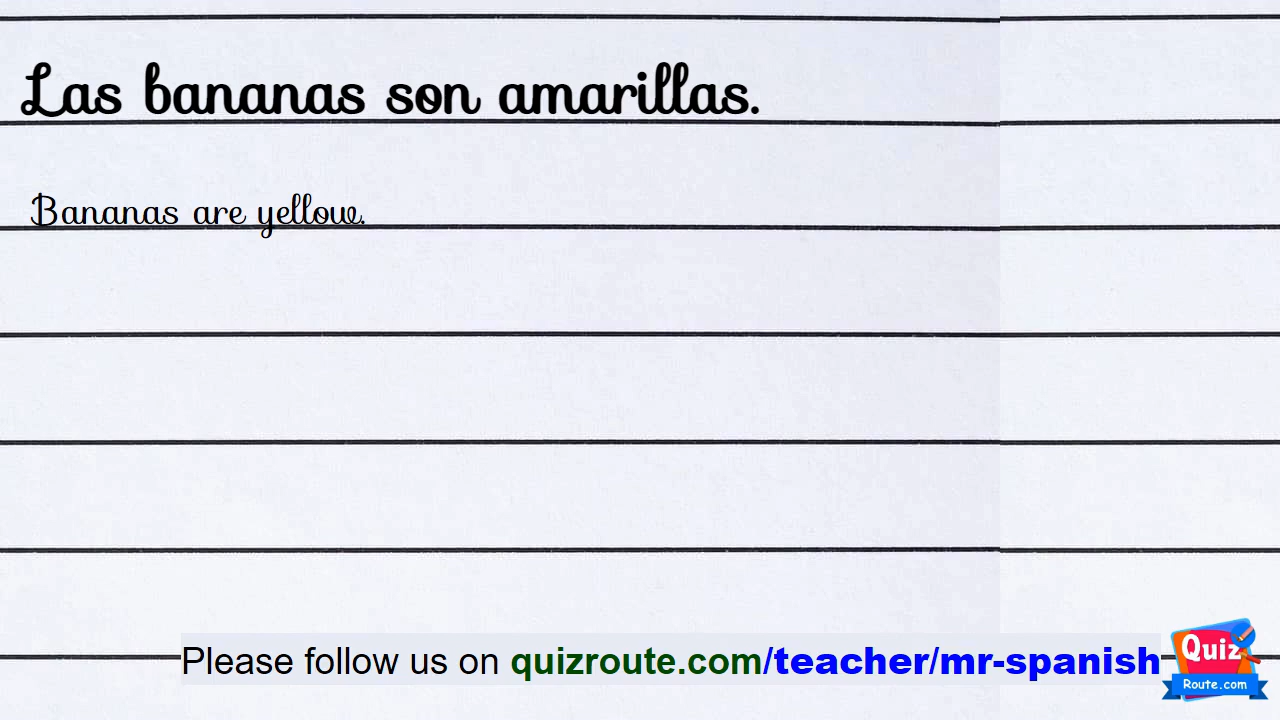 Las bananas son amarillas.
Bananas are yellow.
Please follow us on quizroute.com/teacher/mr-spanish
Quiz
Route.com